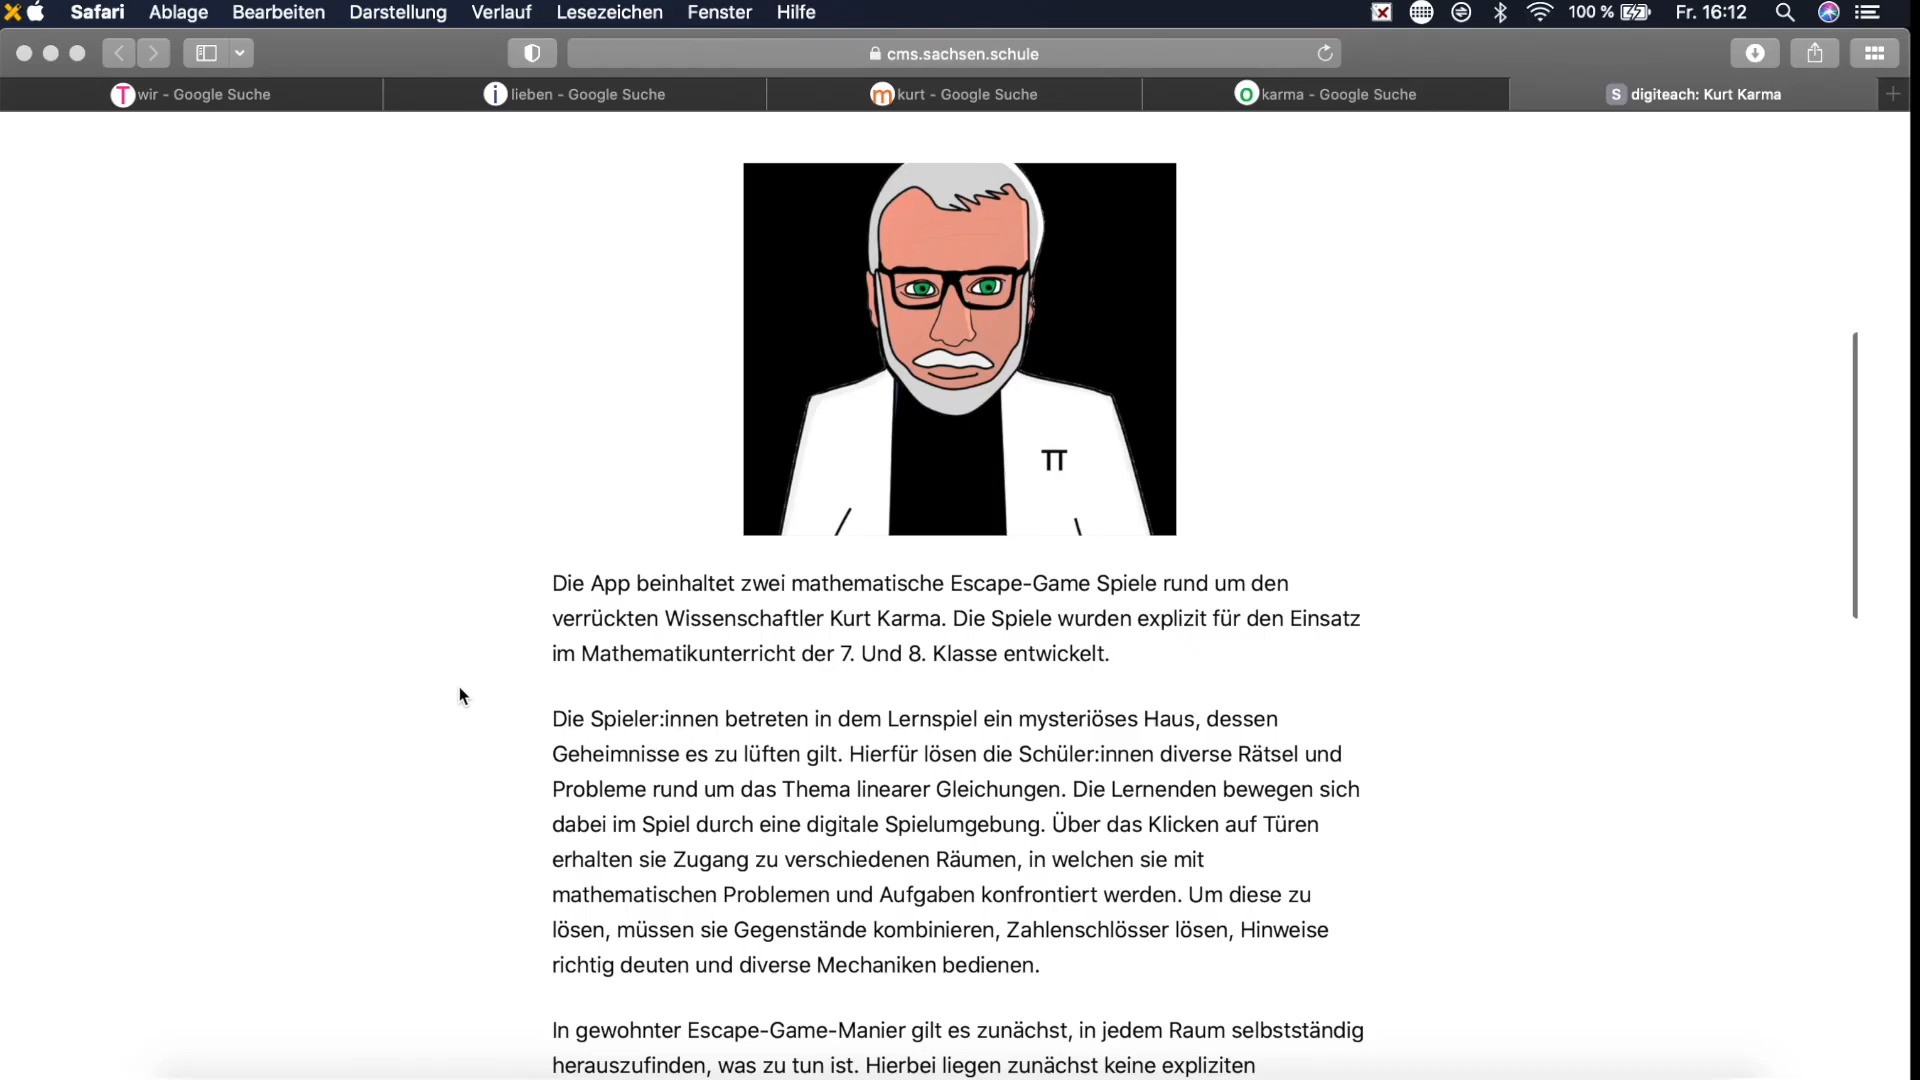 Safari Ablage Bearbeiten Darstellung Verlauf Lesezeichen Fenster Hilfe 100 % Fr. 16:12
cms.sachsen.schule
T wir - Google Suche i lieben - Google Suche m kurt - Google Suche o karma - Google Suche S digiteach: Kurt Karma
π
Die App beinhaltet zwei mathematische Escape-Game Spiele rund um den
verrückten Wissenschaftler Kurt Karma. Die Spiele wurden explizit für den Einsatz
im Mathematikunterricht der 7. Und 8. Klasse entwickelt.
Die Spieler:innen betreten in dem Lernspiel ein mysteriöses Haus, dessen
Geheimnisse es zu lüften gilt. Hierfür lösen die Schüler:innen diverse Rätsel und
Probleme rund um das Thema linearer Gleichungen. Die Lernenden bewegen sich
dabei im Spiel durch eine digitale Spielumgebung. Über das Klicken auf Türen
erhalten sie Zugang zu verschiedenen Räumen, in welchen sie mit
mathematischen Problemen und Aufgaben konfrontiert werden. Um diese zu
lösen, müssen sie Gegenstände kombinieren, Zahlenschlösser lösen, Hinweise
richtig deuten und diverse Mechaniken bedienen.
In gewohnter Escape-Game-Manier gilt es zunächst, in jedem Raum selbstständig
herauszufinden, was zu tun ist. Hierbei liegen zunächst keine expliziten